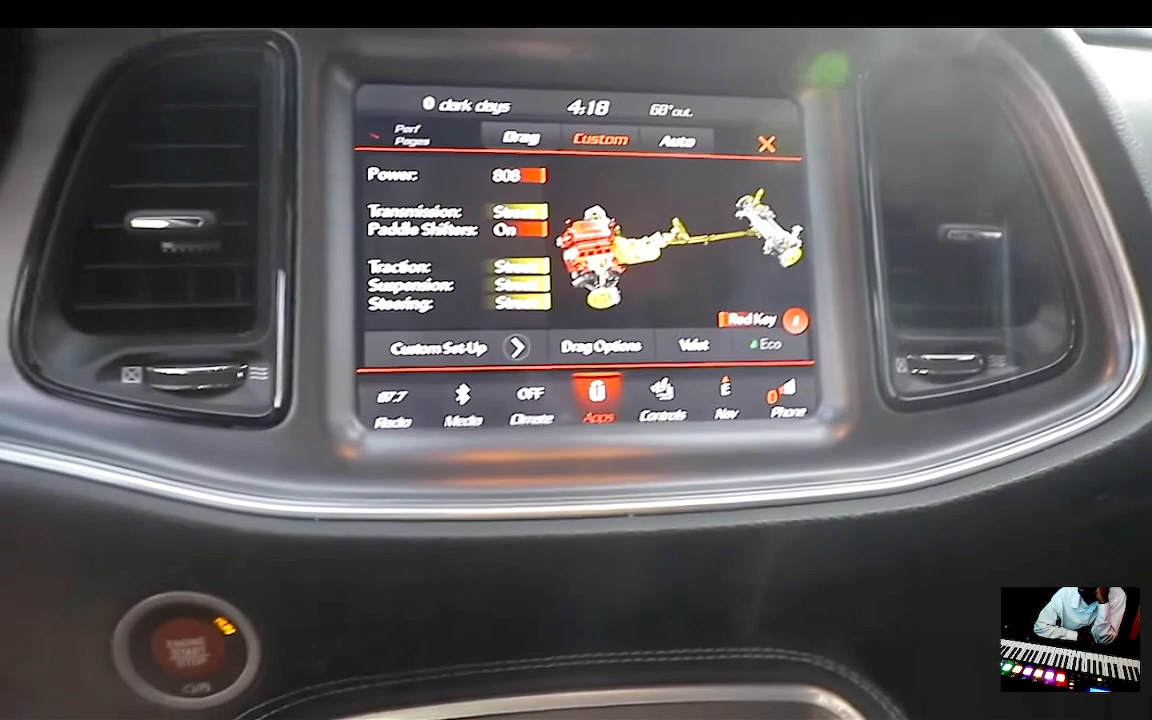 0 dark days 4:18 68°out.
Perf Pages Drag Custom Auto X
Power: 808
Transmission: Street
Paddle Shifters: On
Traction: Street
Suspension: Street
Steering: Street
Red Key
Custom Set-Up Drag Options Valet Eco
87.7 OFF E
Radio Media Climate Apps Controls Nav Phone
ENGINE
START
STOP
RUN